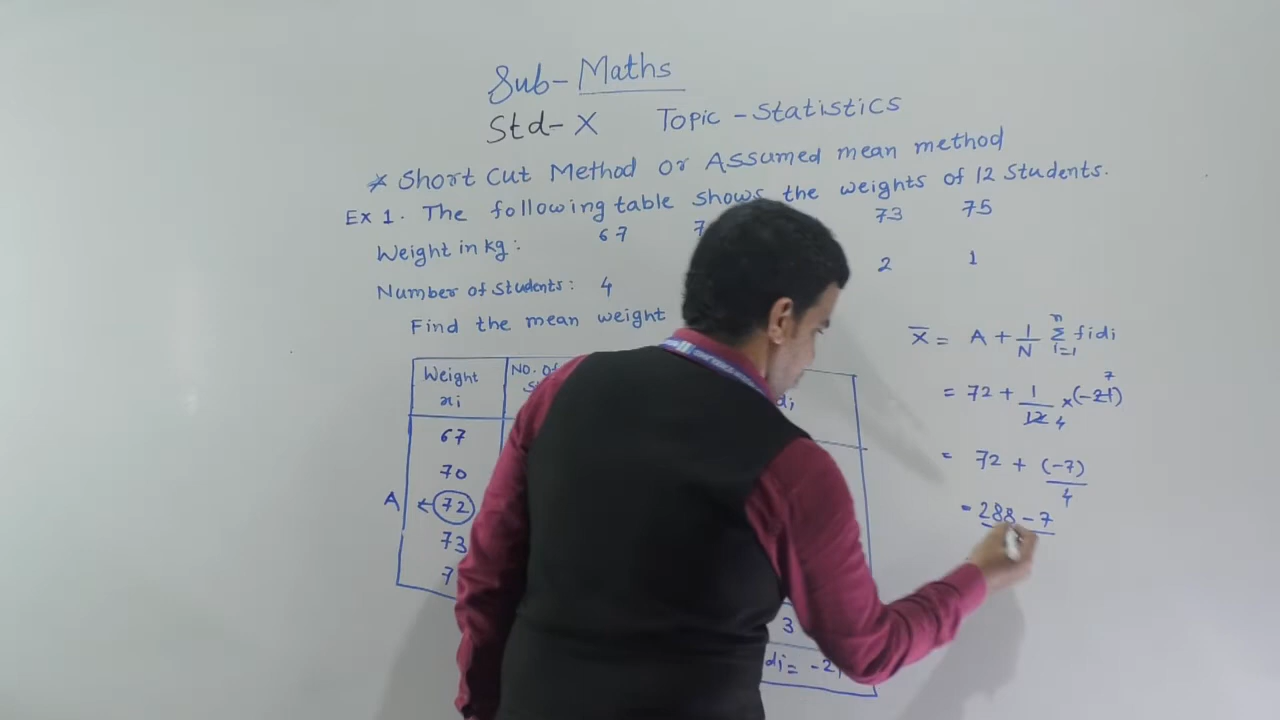 Sub- Maths
Std- X Topic - Statistics
* Short Cut Method or Assumed mean method
Ex 1. The following table shows the weights of 12 Students.
Weight in kg: 67 7 73 75
Number of Students: 4 2 1
Find the mean weight
x̄ = A + 1/N Σ fidi
n
i=1
Weight
xi
No. of
di
= 72 + 1/12 × (-21)
7
4
67
70
A ← 72
73
7
= 72 + (-7)/4
= 288 - 7
3
di = -2